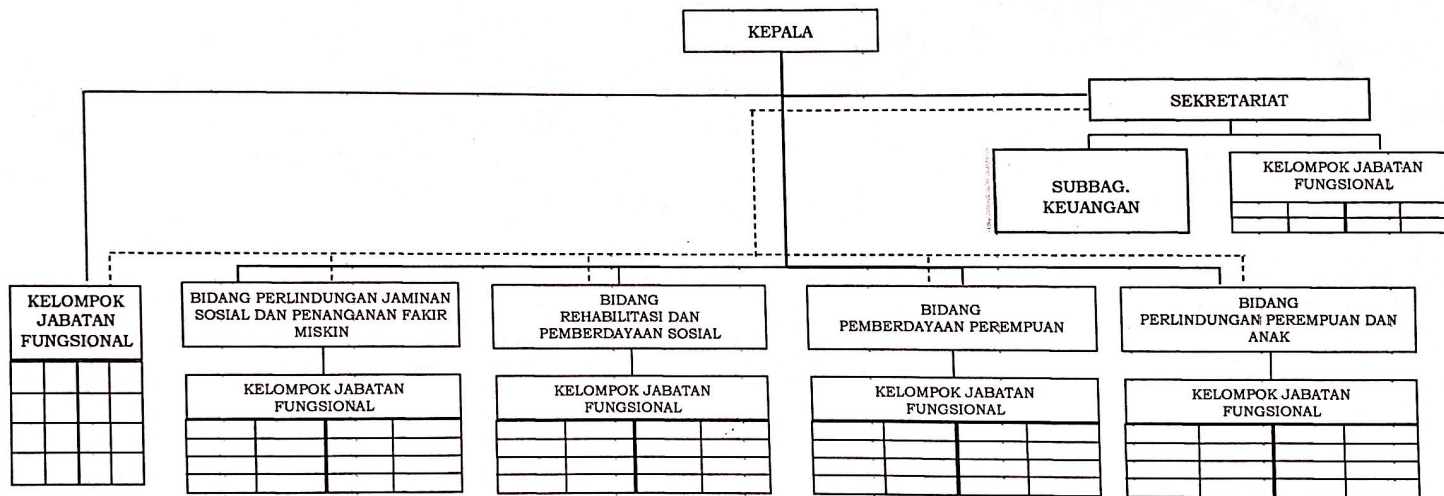 KEPALA
SEKRETARIAT
SUBBAG.
KEUANGAN
KELOMPOK JABATAN
FUNGSIONAL
KELOMPOK
JABATAN
FUNGSIONAL
BIDANG PERLINDUNGAN JAMINAN
SOSIAL DAN PENANGANAN FAKIR
MISKIN
BIDANG
REHABILITASI DAN
PEMBERDAYAAN SOSIAL
BIDANG
PEMBERDAYAAN PEREMPUAN
BIDANG
PERLINDUNGAN PEREMPUAN DAN
ANAK
KELOMPOK JABATAN
FUNGSIONAL
KELOMPOK JABATAN
FUNGSIONAL
KELOMPOK JABATAN
FUNGSIONAL
KELOMPOK JABATAN
FUNGSIONAL